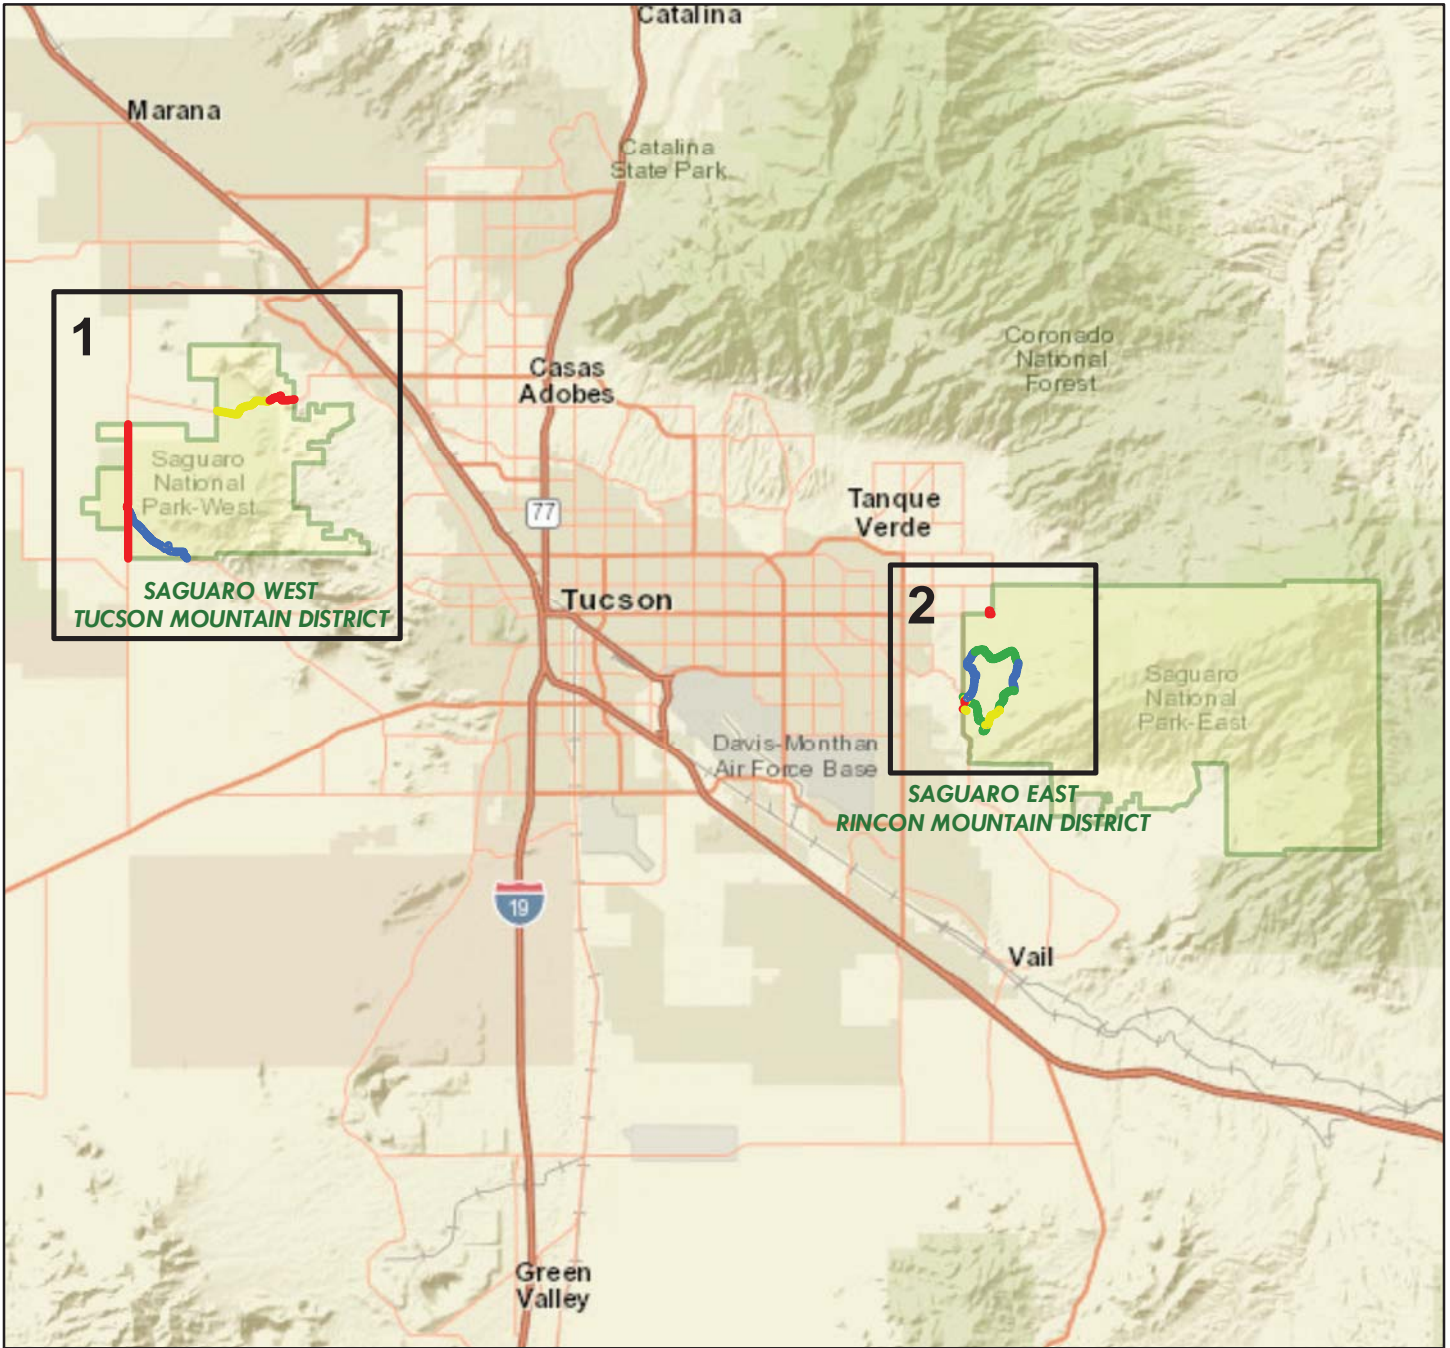 Catalina
Marana
Catalina
State Park
1
Coronado
National
Forest
Casas
Adobes
Saguaro
National
Park-West
77
Tanque
Verde
SAGUARO WEST
TUCSON MOUNTAIN DISTRICT
Tucson
2
Saguaro
National
Park-East
Davis-Monthan
Air Force Base
SAGUARO EAST
RINCON MOUNTAIN DISTRICT
19
Vail
Green
Valley